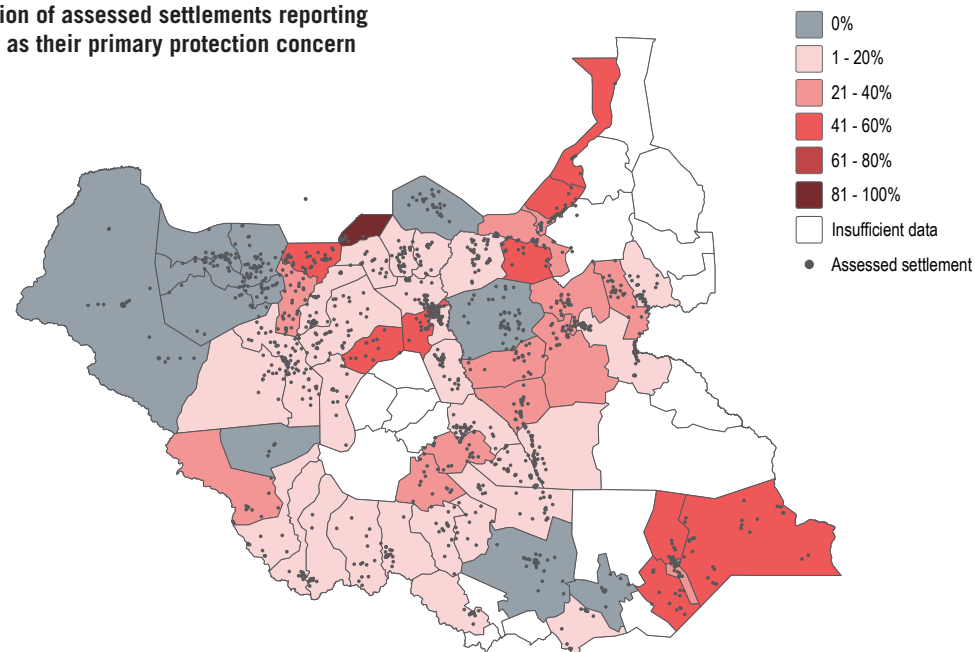 of assessed settlements reporting
as their primary protection concern
0%
1 - 20%
21 - 40%
41 - 60%
61 - 80%
81 - 100%
Insufficient data
Assessed settlement